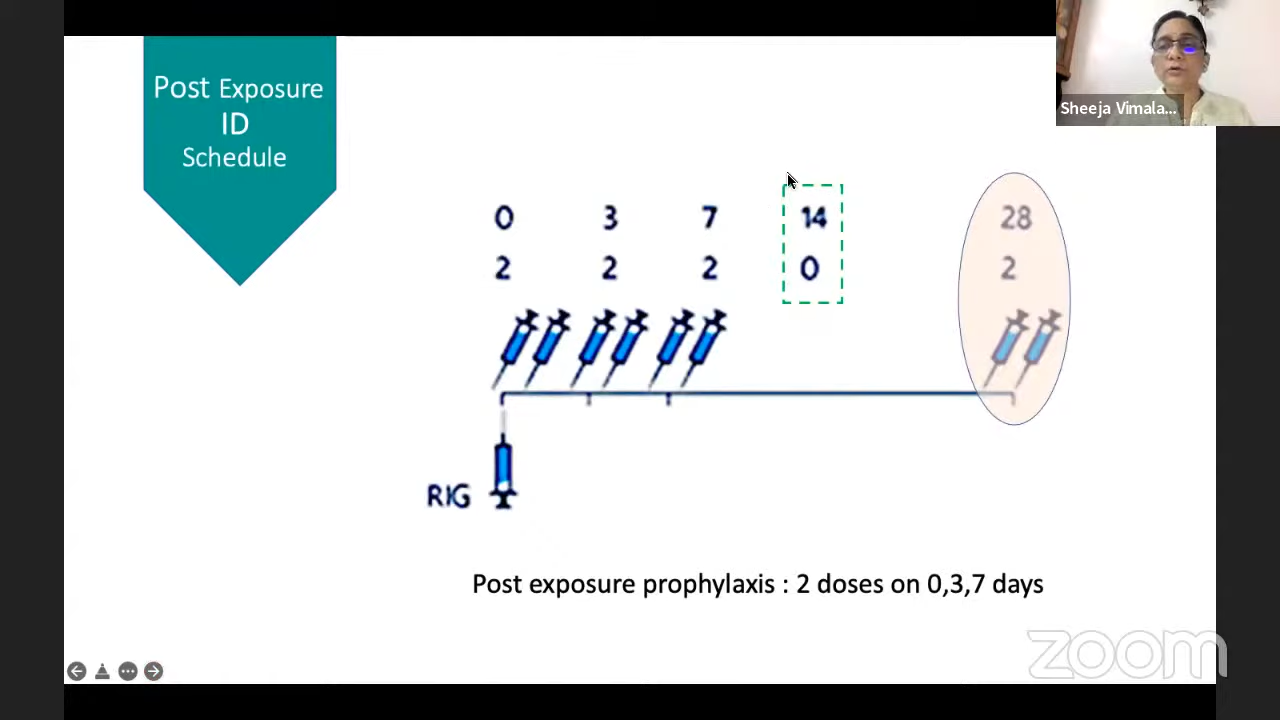 Post Exposure
ID
Schedule
Sheeja Vimala...
0 3 7 14 28
2 2 2 0 2
RIG
Post exposure prophylaxis : 2 doses on 0,3,7 days
zoom